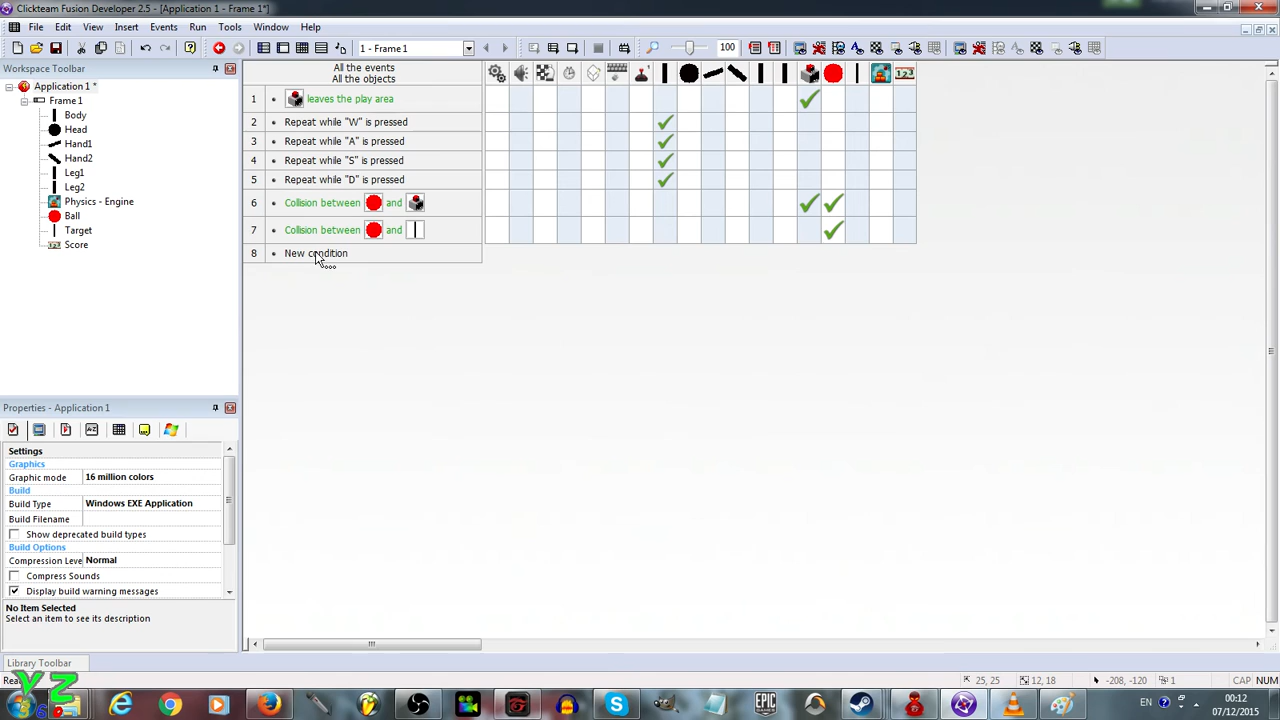 Clickteam Fusion Developer 2.5 - [Application 1 - Frame 1*]
File Edit View Insert Events Run Tools Window Help
1 - Frame 1
100
Workspace Toolbar
Application 1 *
Frame 1
Body
Head
Hand1
Hand2
Leg1
Leg2
Physics - Engine
Ball
Target
Score
All the events
All the objects
1 • leaves the play area
2 • Repeat while "W" is pressed
3 • Repeat while "A" is pressed
4 • Repeat while "S" is pressed
5 • Repeat while "D" is pressed
6 • Collision between and
7 • Collision between and
8 • New condition
Properties - Application 1
Settings
Graphics
Graphic mode 16 million colors
Build
Build Type Windows EXE Application
Build Filename
Show deprecated build types
Build Options
Compression Leve Normal
Compress Sounds
Display build warning messages
No Item Selected
Select an item to see its description
Library Toolbar
25, 25
12, 18
-208, -120
1
CAP
NUM
YZ
EPIC GAMES
EN
00:12
07/12/2015